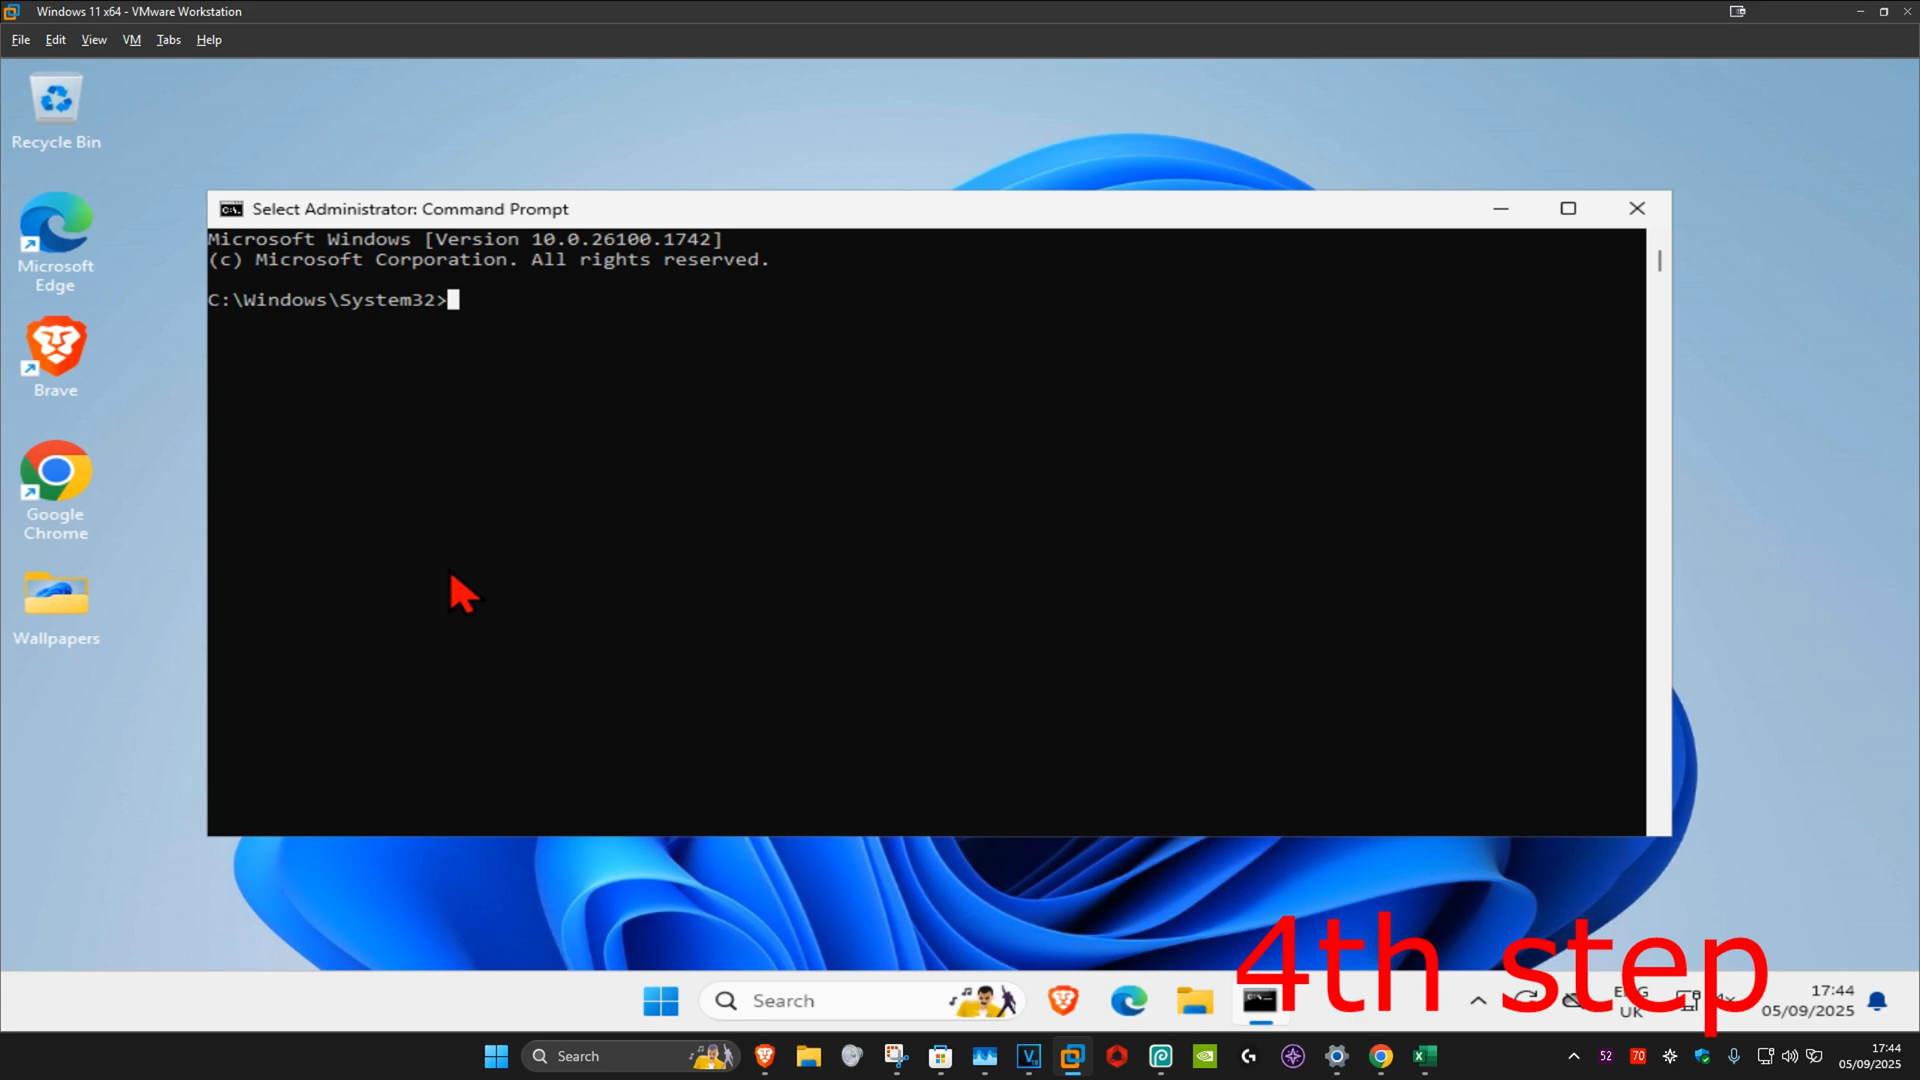 Windows 11 x64 - VMware Workstation
File Edit View VM Tabs Help
Recycle Bin
Microsoft
Edge
Brave
Google
Chrome
Wallpapers
Select Administrator: Command Prompt
Microsoft Windows [Version 10.0.26100.1742]
(c) Microsoft Corporation. All rights reserved.
C:\Windows\System32>
4th step
Search
ENG
UK
17:44
05/09/2025
Search
52
70
17:44
05/09/2025